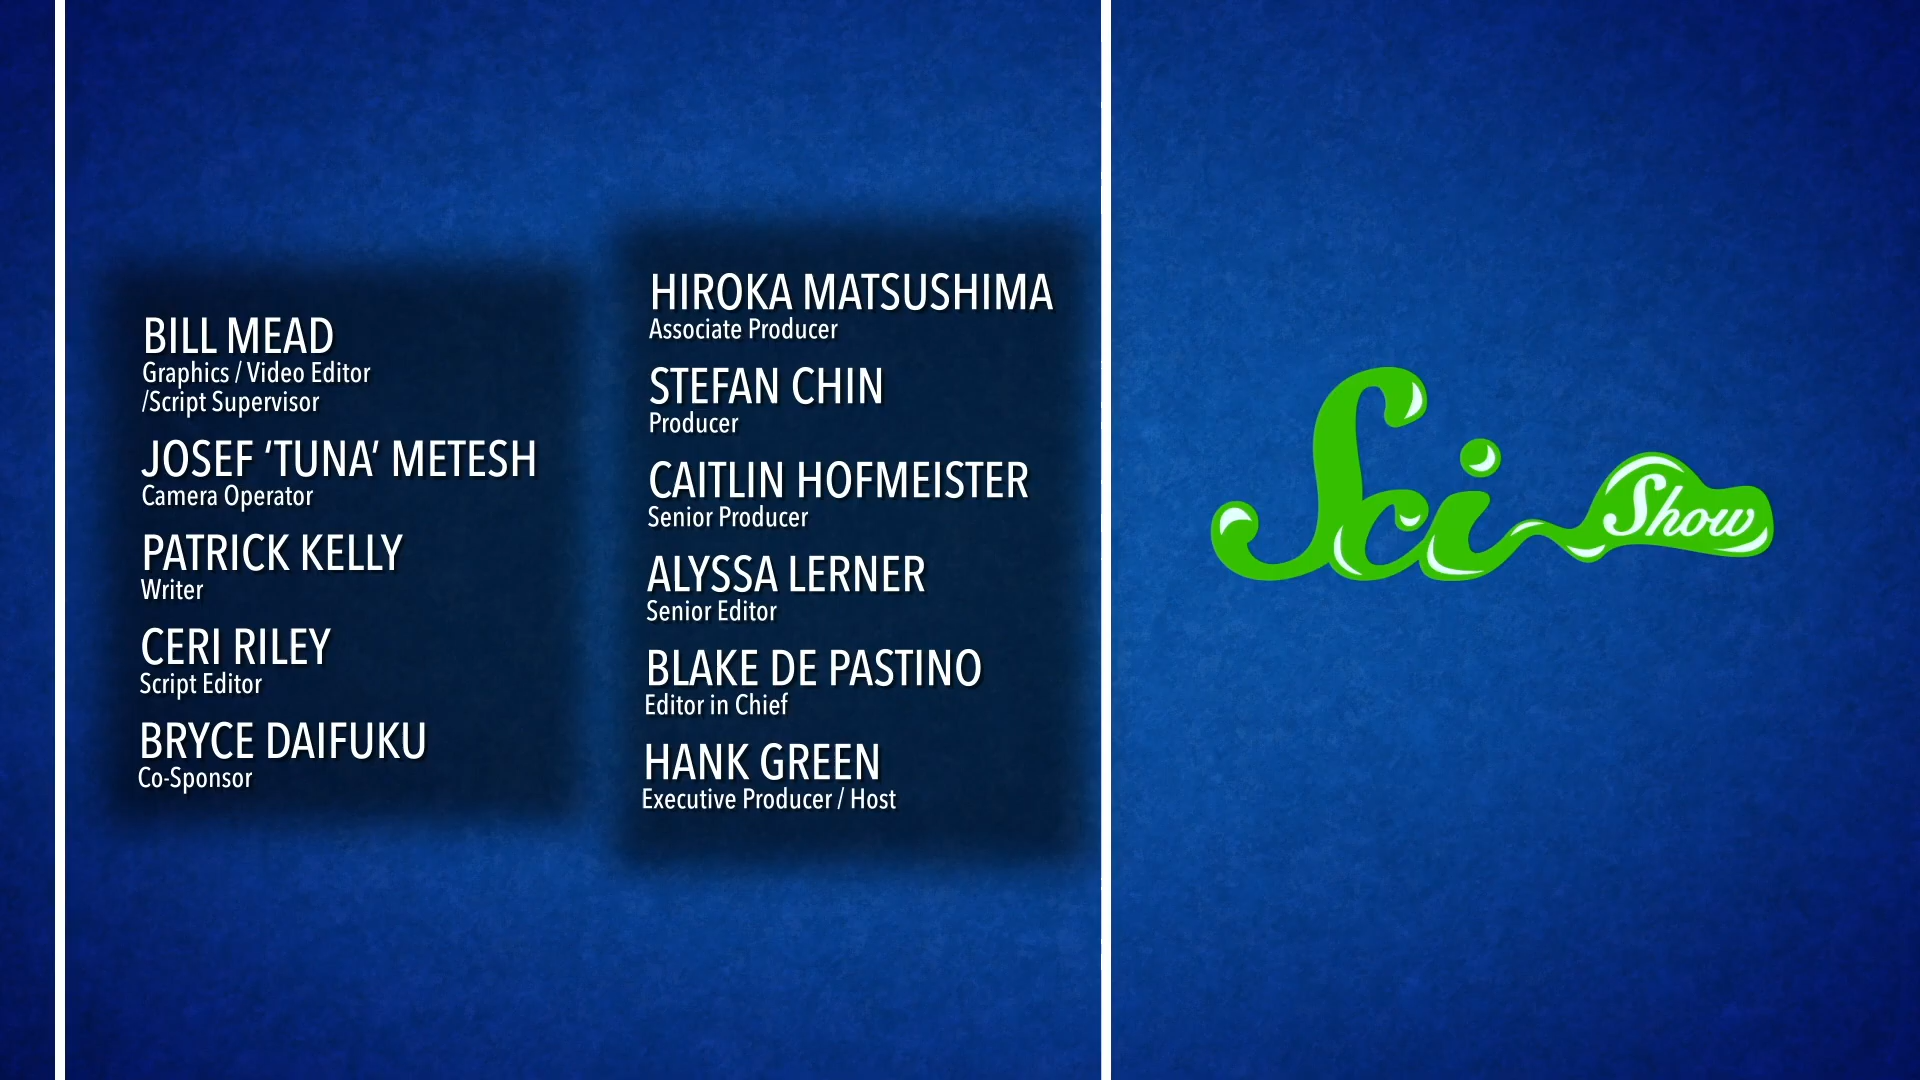 BILL MEAD
Graphics / Video Editor
/Script Supervisor
JOSEF ‘TUNA’ METESH
Camera Operator
PATRICK KELLY
Writer
CERI RILEY
Script Editor
BRYCE DAIFUKU
Co-Sponsor
HIROKA MATSUSHIMA
Associate Producer
STEFAN CHIN
Producer
CAITLIN HOFMEISTER
Senior Producer
ALYSSA LERNER
Senior Editor
BLAKE DE PASTINO
Editor in Chief
HANK GREEN
Executive Producer / Host
Sci Show